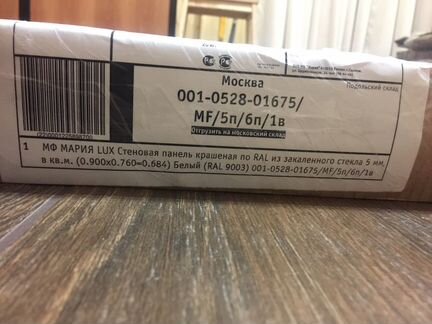 Москва
Подольский склад
001-0528-01675/
MF/5п/6п/1в
Отгрузить на московский склад
1 МФ МАРИЯ LUX Стеновая панель крашеная по RAL из закаленного стекла 5 мм,
в кв.м. (0.900x0.760=0.684) Белый (RAL 9003) 001-0528-01675/MF/5п/6п/1в